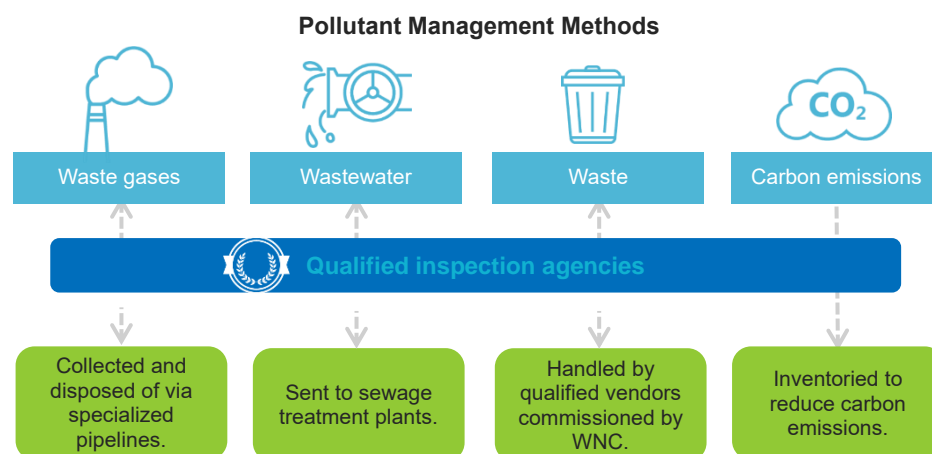 Pollutant Management Methods
CO₂
Waste gases
Wastewater
Waste
Carbon emissions
Qualified inspection agencies
Collected and
disposed of via
specialized
pipelines.
Sent to sewage
treatment plants.
Handled by
qualified vendors
commissioned by
WNC.
Inventoried to
reduce carbon
emissions.